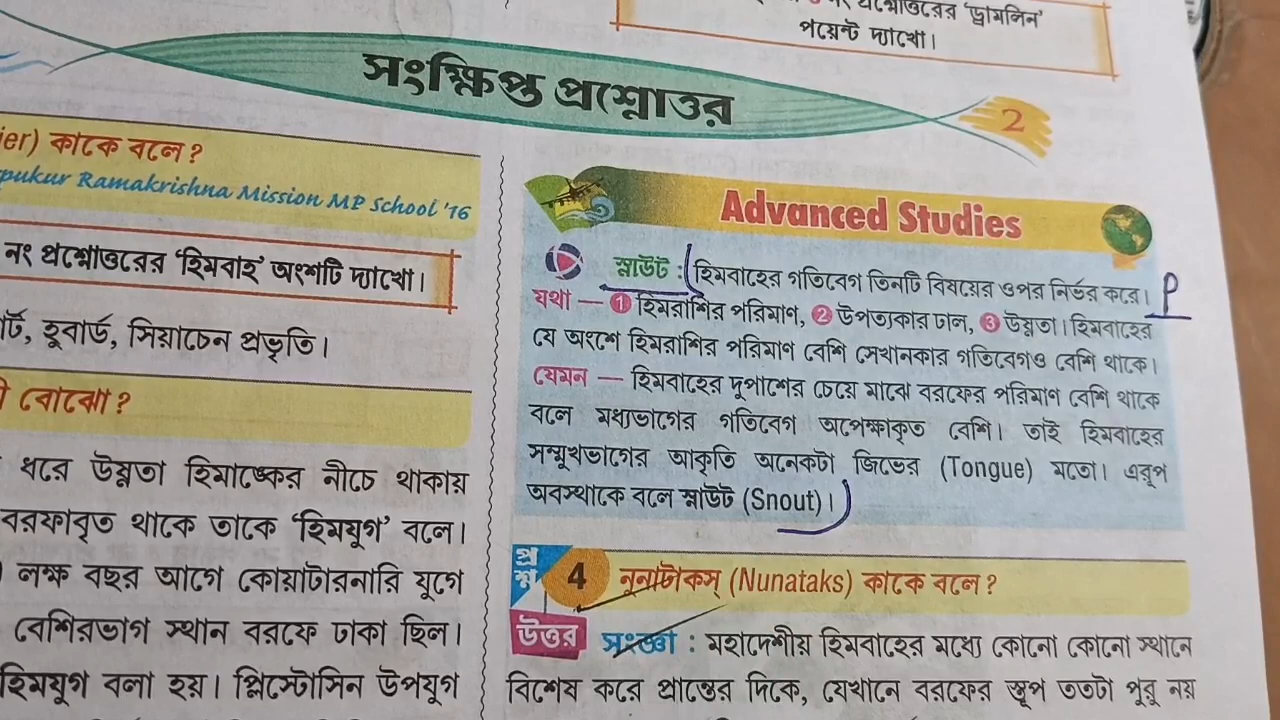 প্রশ্নোত্তরের ‘ড্রামলিন’
পয়েন্ট দ্যাখো।
সংক্ষিপ্ত প্রশ্নোত্তর
2
ier) কাকে বলে?
pukur Ramakrishna Mission MP School '16
নং প্রশ্নোত্তরের ‘হিমবাহ’ অংশটি দ্যাখো।
র্ট, হুবার্ড, সিয়াচেন প্রভৃতি।
বোঝো?
ধরে উষ্ণতা হিমাঙ্কের নীচে থাকায়
বরফাবৃত থাকে তাকে ‘হিমযুগ’ বলে।
লক্ষ বছর আগে কোয়াটারনারি যুগে
বেশিরভাগ স্থান বরফে ঢাকা ছিল।
হিমযুগ বলা হয়। প্লিস্টোসিন উপযুগ
Advanced Studies
স্নাউট : হিমবাহের গতিবেগ তিনটি বিষয়ের ওপর নির্ভর করে। P
যথা — 1 হিমরাশির পরিমাণ, 2 উপত্যকার ঢাল, 3 উষ্ণতা। হিমবাহের
যে অংশে হিমরাশির পরিমাণ বেশি সেখানকার গতিবেগও বেশি থাকে।
যেমন — হিমবাহের দুপাশের চেয়ে মাঝে বরফের পরিমাণ বেশি থাকে
বলে মধ্যভাগের গতিবেগ অপেক্ষাকৃত বেশি। তাই হিমবাহের
সম্মুখভাগের আকৃতি অনেকটা জিভের (Tongue) মতো। এরূপ
অবস্থাকে বলে স্নাউট (Snout)।
প্রশ্ন 4 নুনাটাকস্ (Nunataks) কাকে বলে?
উত্তর সংজ্ঞা : মহাদেশীয় হিমবাহের মধ্যে কোনো কোনো স্থানে
বিশেষ করে প্রান্তের দিকে, যেখানে বরফের স্তূপ ততটা পুরু নয়